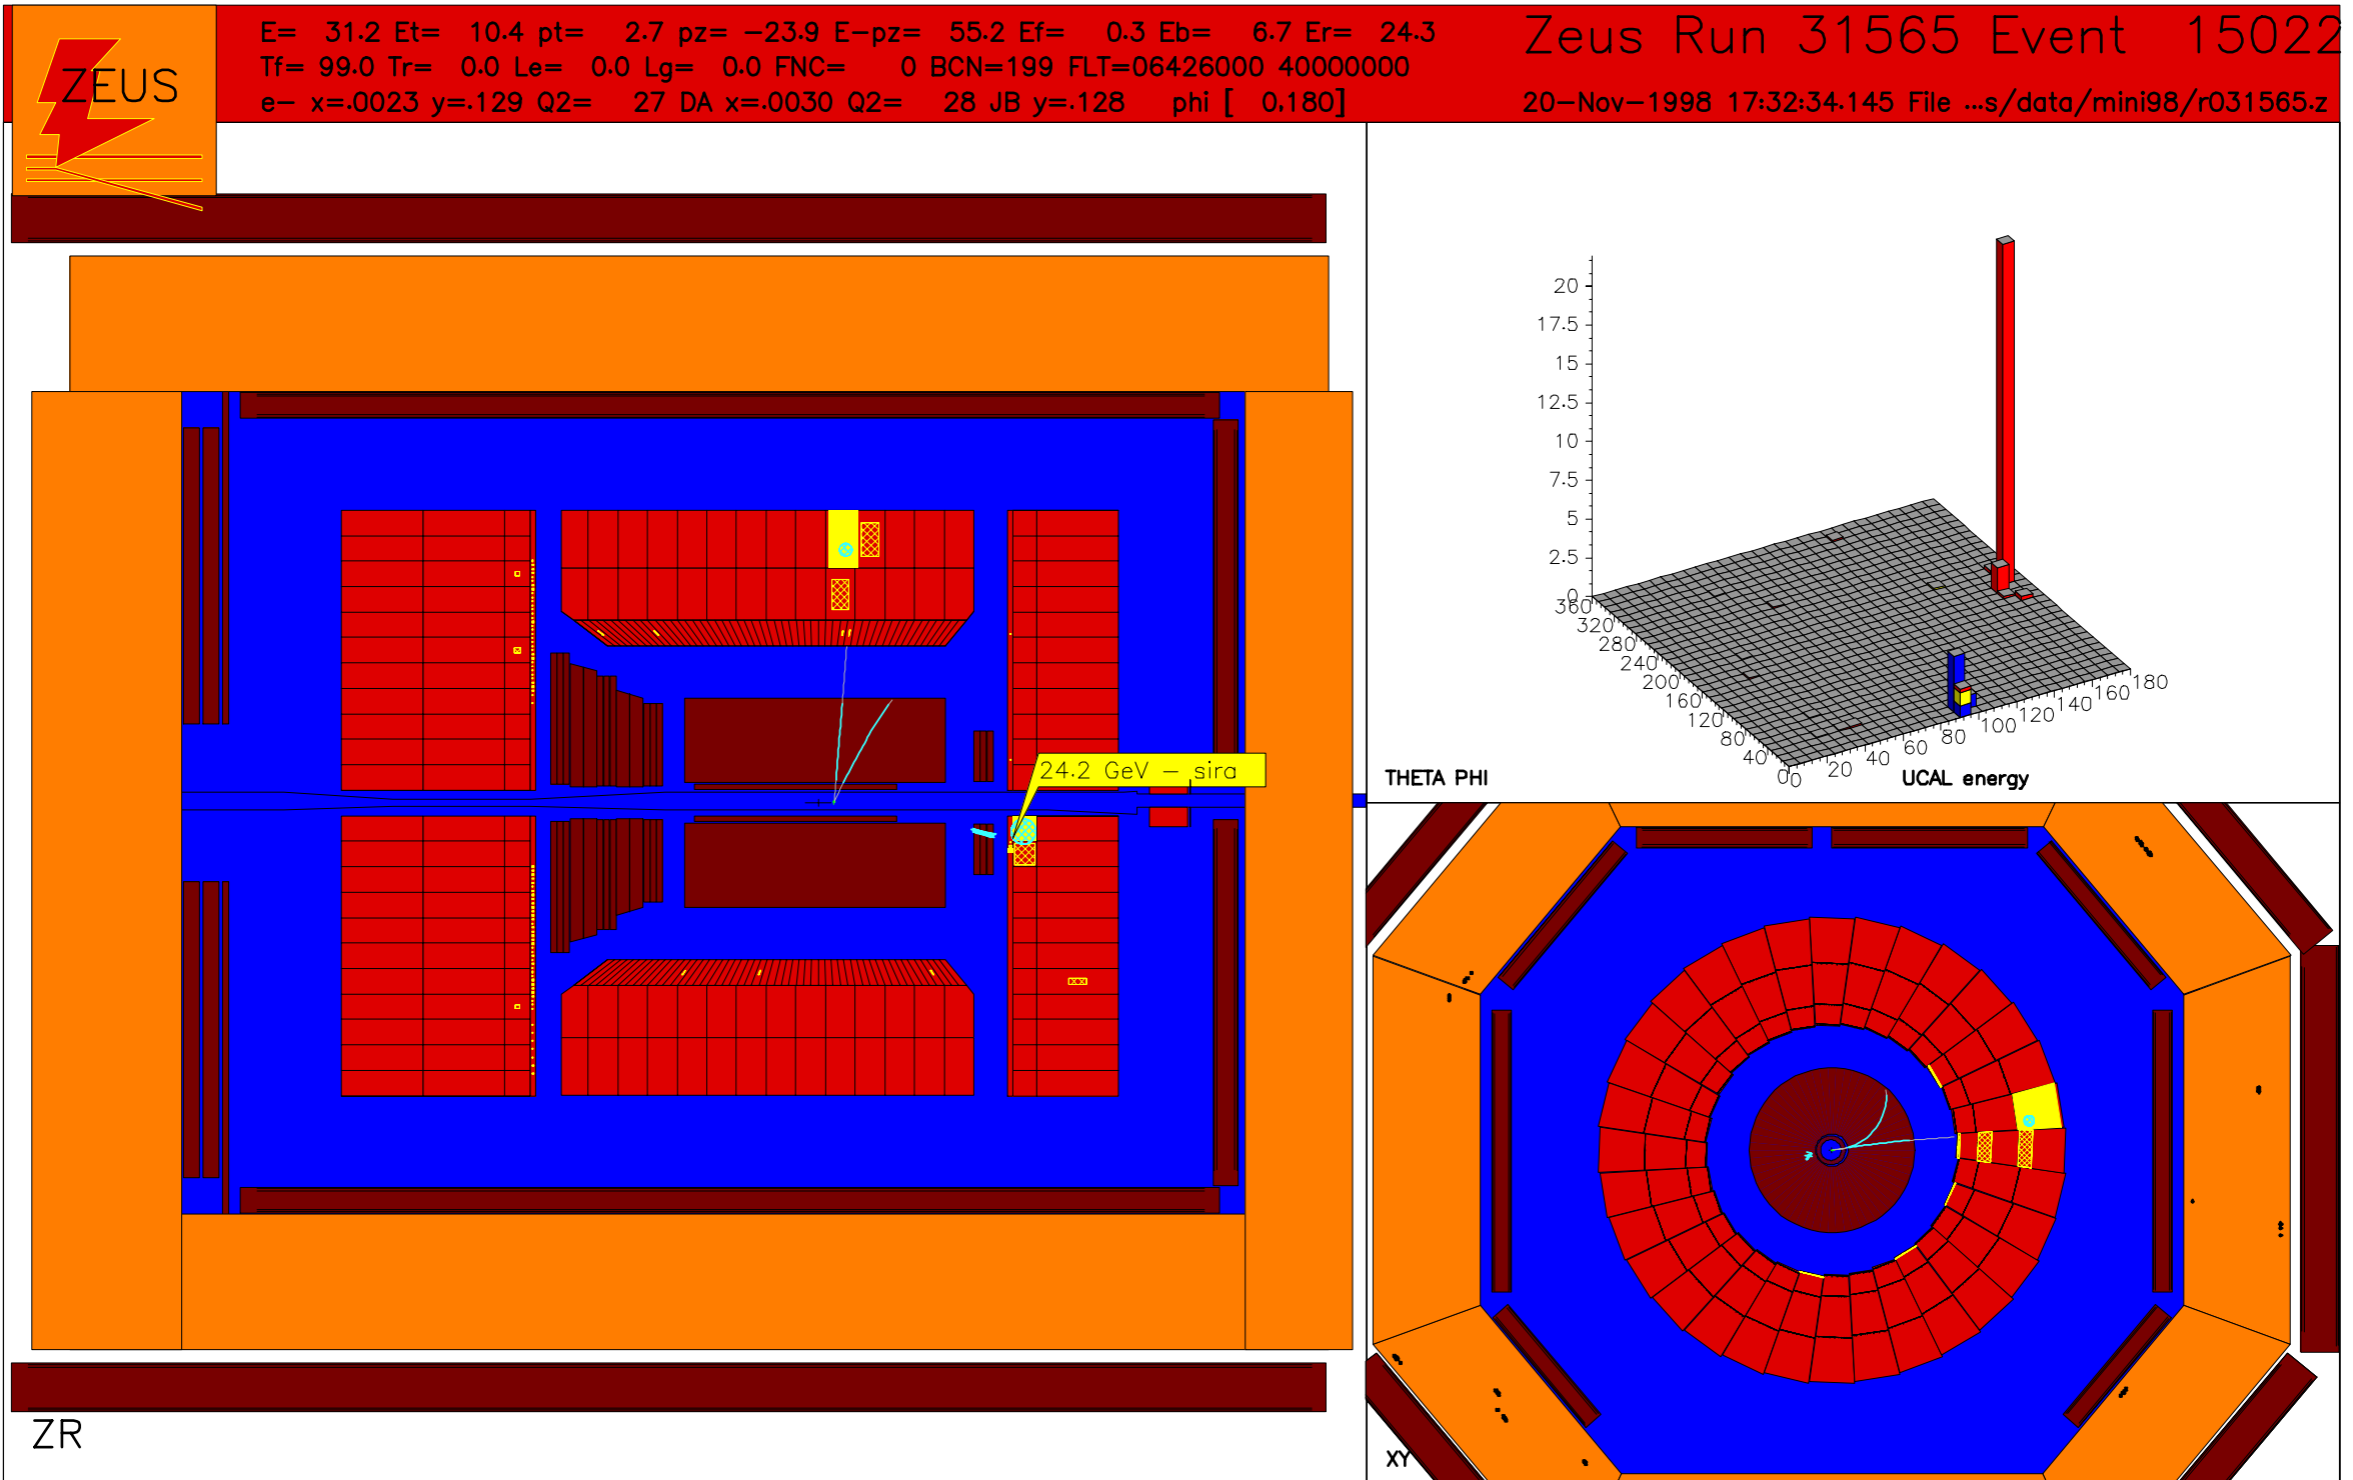 ZEUS
E= 31.2 Et= 10.4 pt= 2.7 pz= -23.9 E-pz= 55.2 Ef= 0.3 Eb= 6.7 Er= 24.3
Tf= 99.0 Tr= 0.0 Le= 0.0 Lg= 0.0 FNC= 0 BCN=199 FLT=06426000 40000000
e- x=.0023 y=.129 Q2= 27 DA x=.0030 Q2= 28 JB y=.128 phi [ 0,180]
Zeus Run 31565 Event 15022
20-Nov-1998 17:32:34.145 File ...s/data/mini98/r031565.z
24.2 GeV - sira
ZR
20
17.5
15
12.5
10
7.5
5
2.5
0
360
320
280
240
200
160
120
80
40
0
0 20 40 60 80 100 120 140 160 180
THETA PHI
UCAL energy
XY